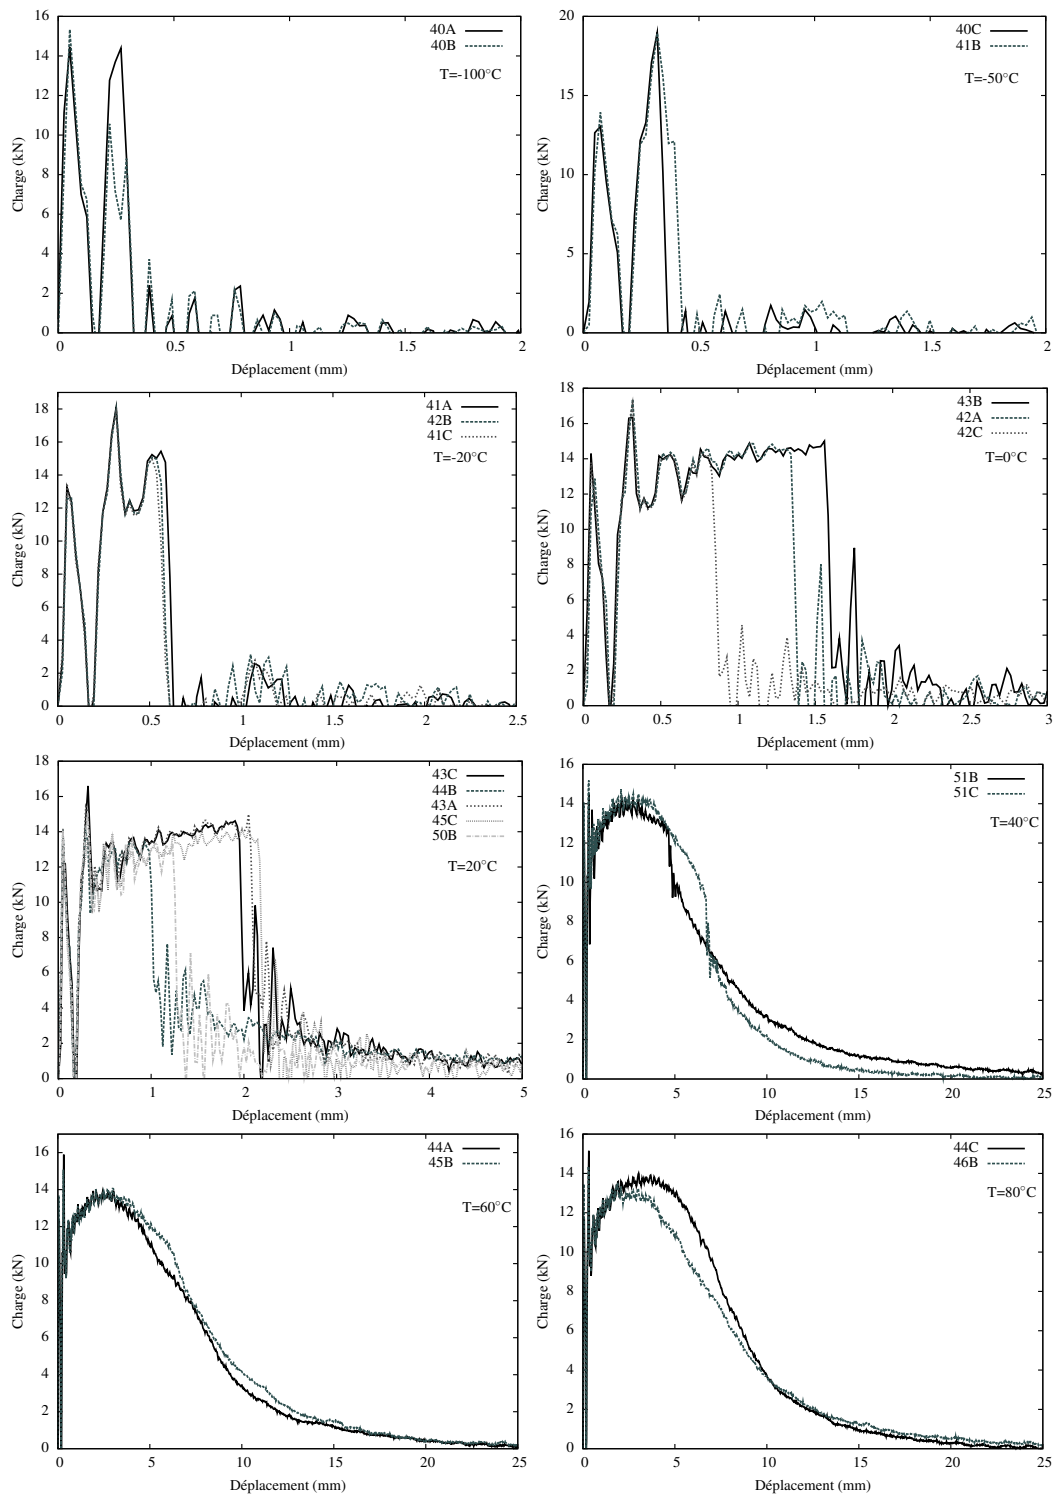 16
14
12
10
8
6
4
2
0
Charge (kN)
40A
40B
T=-100°C
0 0.5 1 1.5 2
Déplacement (mm)
20
15
10
5
0
Charge (kN)
40C
41B
T=-50°C
0 0.5 1 1.5 2
Déplacement (mm)
18
16
14
12
10
8
6
4
2
0
Charge (kN)
41A
42B
41C
T=-20°C
0 0.5 1 1.5 2 2.5
Déplacement (mm)
18
16
14
12
10
8
6
4
2
0
Charge (kN)
43B
42A
42C
T=0°C
0 0.5 1 1.5 2 2.5 3
Déplacement (mm)
18
16
14
12
10
8
6
4
2
0
Charge (kN)
43C
44B
43A
45C
50B
T=20°C
0 1 2 3 4 5
Déplacement (mm)
16
14
12
10
8
6
4
2
0
Charge (kN)
51B
51C
T=40°C
0 5 10 15 20 25
Déplacement (mm)
16
14
12
10
8
6
4
2
0
Charge (kN)
44A
45B
T=60°C
0 5 10 15 20 25
Déplacement (mm)
16
14
12
10
8
6
4
2
0
Charge (kN)
44C
46B
T=80°C
0 5 10 15 20 25
Déplacement (mm)